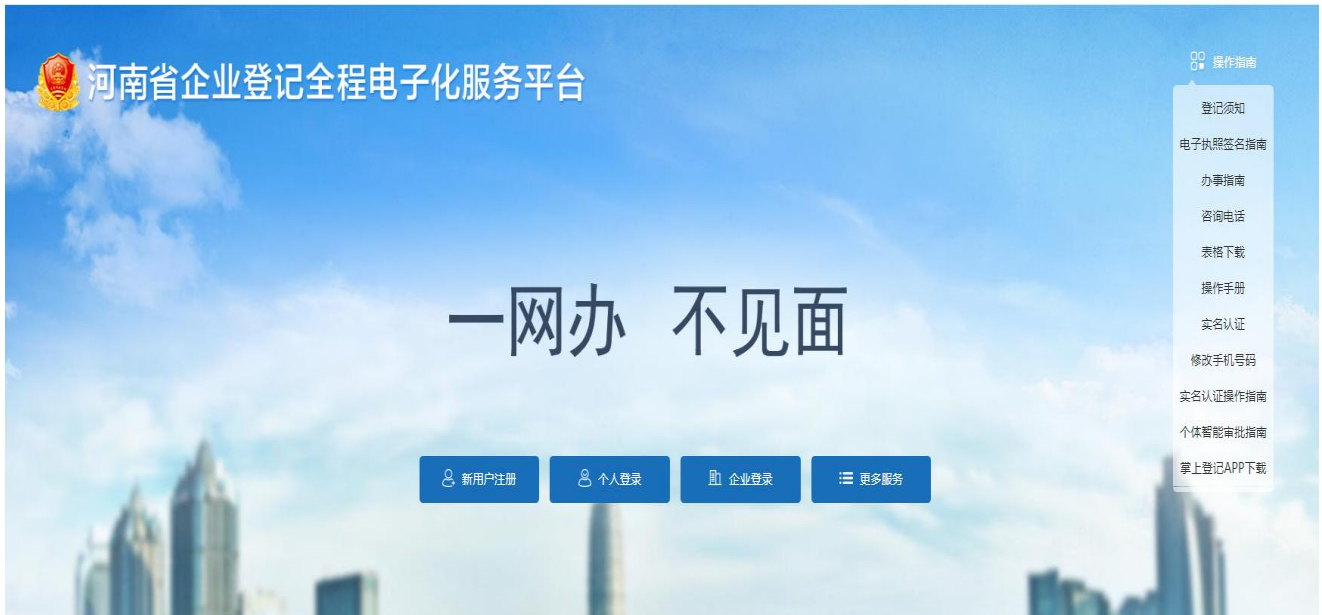 河南省企业登记全程电子化服务平台
操作指南
登记须知
电子执照签名指南
办事指南
咨询电话
表格下载
操作手册
实名认证
修改手机号码
实名认证操作指南
个体智能审批指南
掌上登记APP下载
一网办 不见面
新用户注册
个人登录
企业登录
更多服务